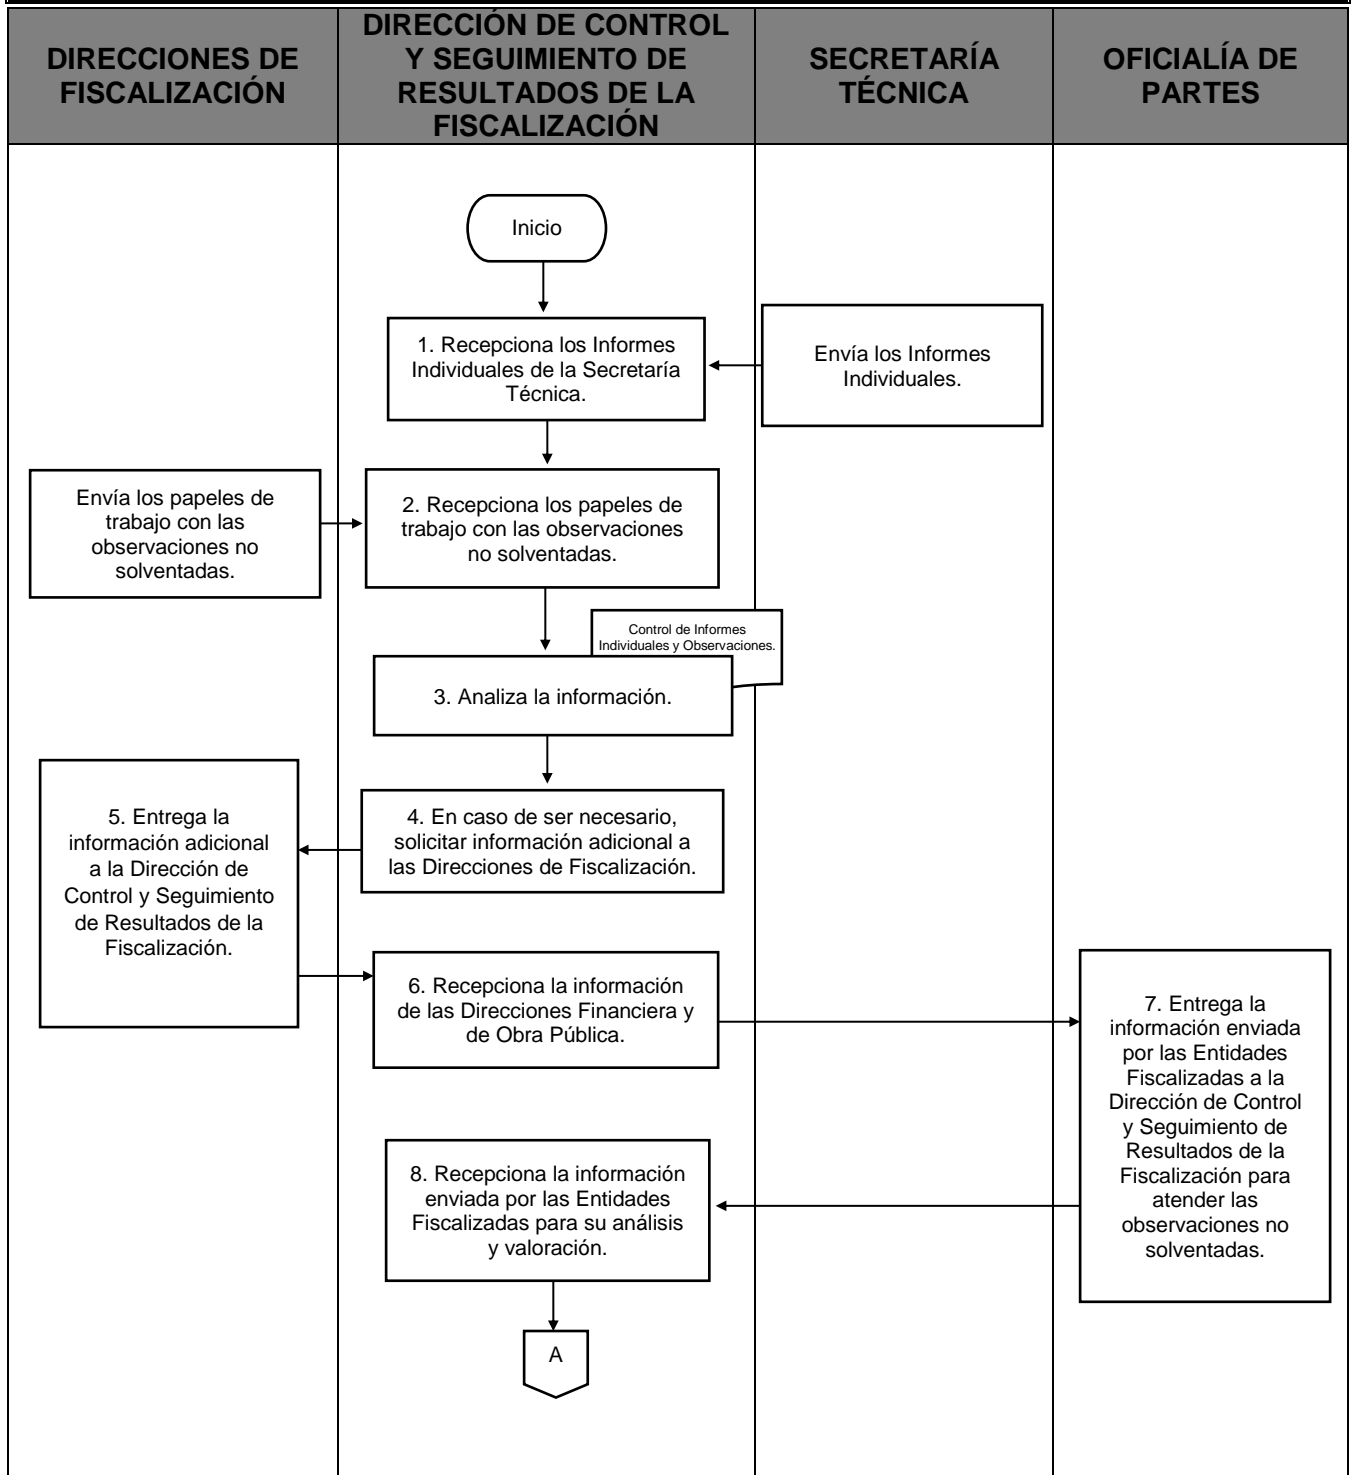 DIRECCIONES DE
FISCALIZACIÓN
DIRECCIÓN DE CONTROL
Y SEGUIMIENTO DE
RESULTADOS DE LA
FISCALIZACIÓN
SECRETARÍA
TÉCNICA
OFICIALÍA DE
PARTES
Inicio
1. Recepciona los Informes
Individuales de la Secretaría
Técnica.
Envía los Informes
Individuales.
Envía los papeles de
trabajo con las
observaciones no
solventadas.
2. Recepciona los papeles de
trabajo con las observaciones
no solventadas.
Control de Informes
Individuales y Observaciones.
3. Analiza la información.
4. En caso de ser necesario,
solicitar información adicional a
las Direcciones de Fiscalización.
5. Entrega la
información adicional
a la Dirección de
Control y Seguimiento
de Resultados de la
Fiscalización.
6. Recepciona la información
de las Direcciones Financiera y
de Obra Pública.
7. Entrega la
información enviada
por las Entidades
Fiscalizadas a la
Dirección de Control
y Seguimiento de
Resultados de la
Fiscalización para
atender las
observaciones no
solventadas.
8. Recepciona la información
enviada por las Entidades
Fiscalizadas para su análisis
y valoración.
A